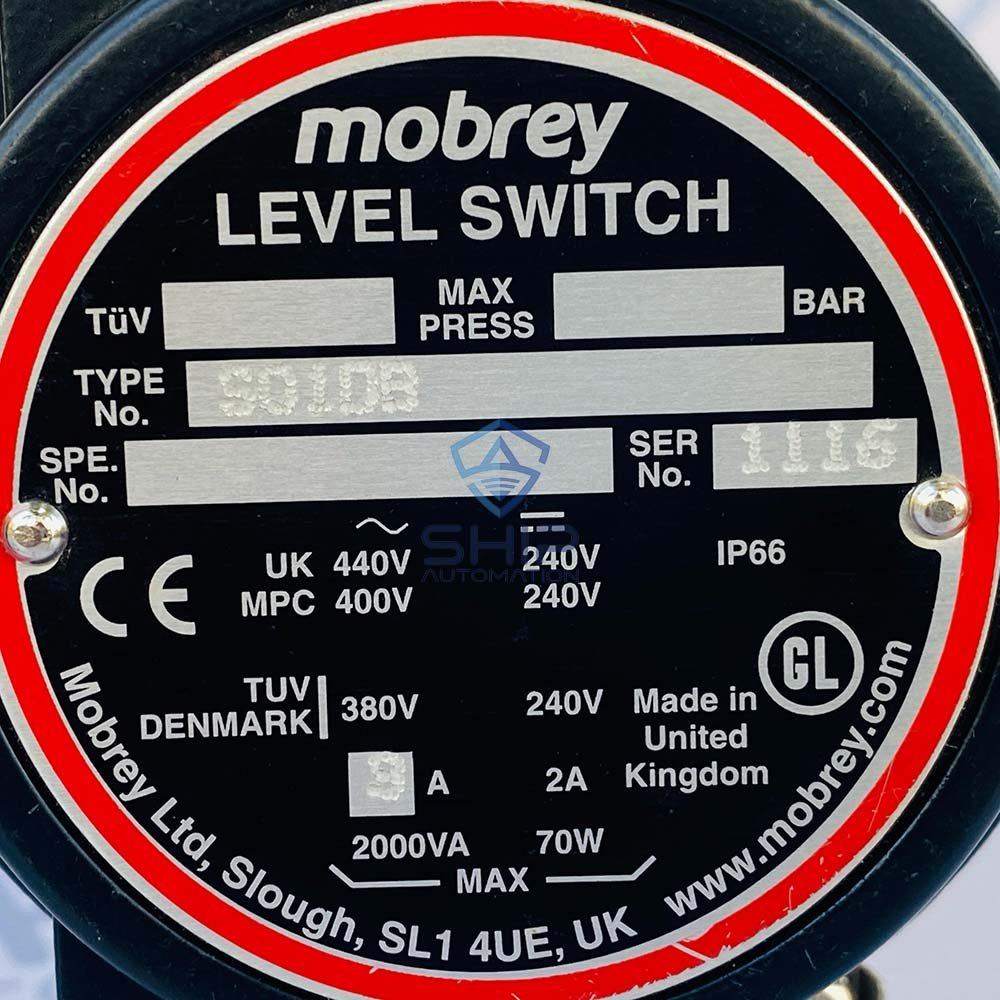 mobrey
LEVEL SWITCH
TüV MAX PRESS BAR
TYPE No. S01DB
SPE. No. SER No. 1116
SHIP
AUTOMATION
UK 440V 240V IP66
MPC 400V 240V
CE
GL
TUV DENMARK 380V 240V
Made in
United
Kingdom
9 A 2A
2000VA 70W
MAX
Mobrey Ltd, Slough, SL1 4UE, UK www.mobrey.com